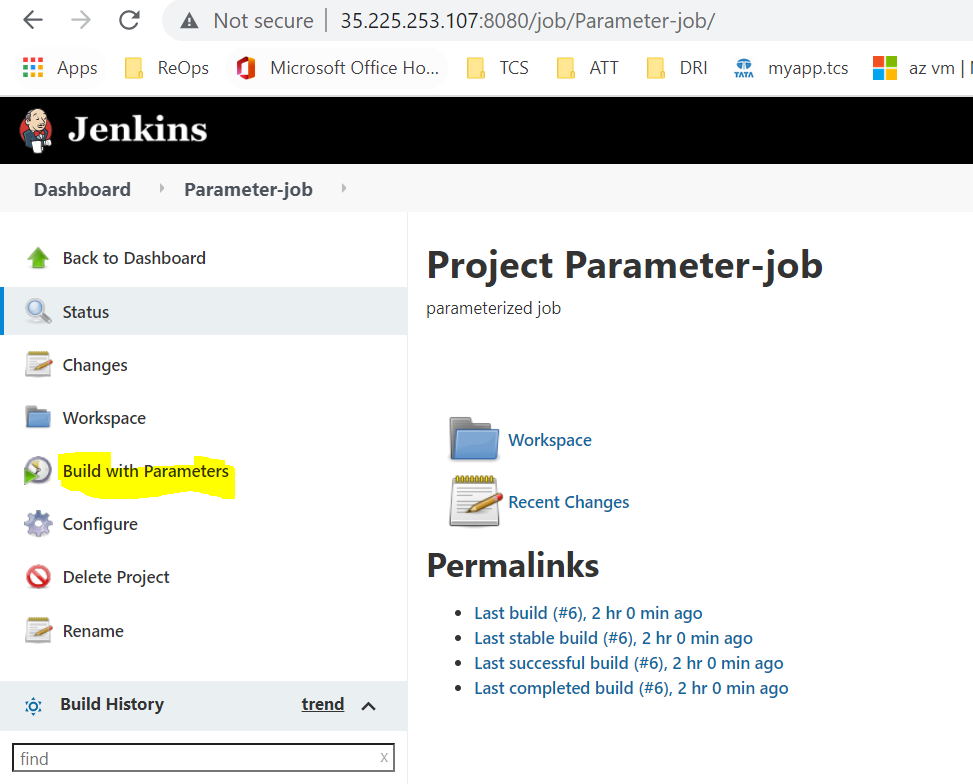 Not secure | 35.225.253.107:8080/job/Parameter-job/
Apps ReOps Microsoft Office Ho... TCS ATT DRI TATA myapp.tcs az vm |
Jenkins
Dashboard Parameter-job
Back to Dashboard
Status
Changes
Workspace
Build with Parameters
Configure
Delete Project
Rename
Build History trend
find x
Project Parameter-job
parameterized job
Workspace
Recent Changes
Permalinks
• Last build (#6), 2 hr 0 min ago
• Last stable build (#6), 2 hr 0 min ago
• Last successful build (#6), 2 hr 0 min ago
• Last completed build (#6), 2 hr 0 min ago